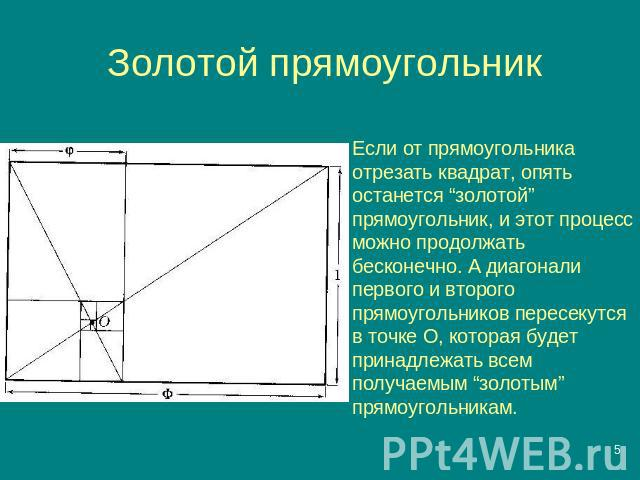 Золотой прямоугольник
φ
1
O
Φ
Если от прямоугольника
отрезать квадрат, опять
останется “золотой”
прямоугольник, и этот процесс
можно продолжать
бесконечно. А диагонали
первого и второго
прямоугольников пересекутся
в точке О, которая будет
принадлежать всем
получаемым “золотым”
прямоугольникам.
5
PPt4WEB.ru